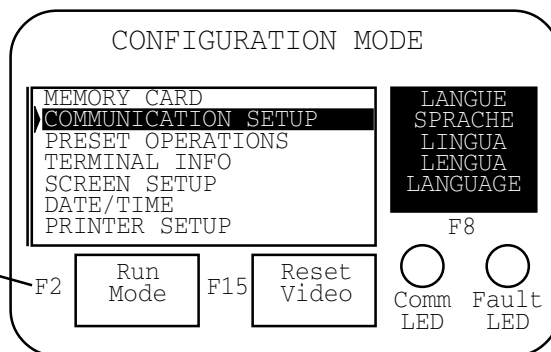 CONFIGURATION MODE
MEMORY CARD
COMMUNICATION SETUP
PRESET OPERATIONS
TERMINAL INFO
SCREEN SETUP
DATE/TIME
PRINTER SETUP
LANGUE
SPRACHE
LINGUA
LENGUA
LANGUAGE
F8
F2
Run
Mode
F15
Reset
Video
Comm
LED
Fault
LED